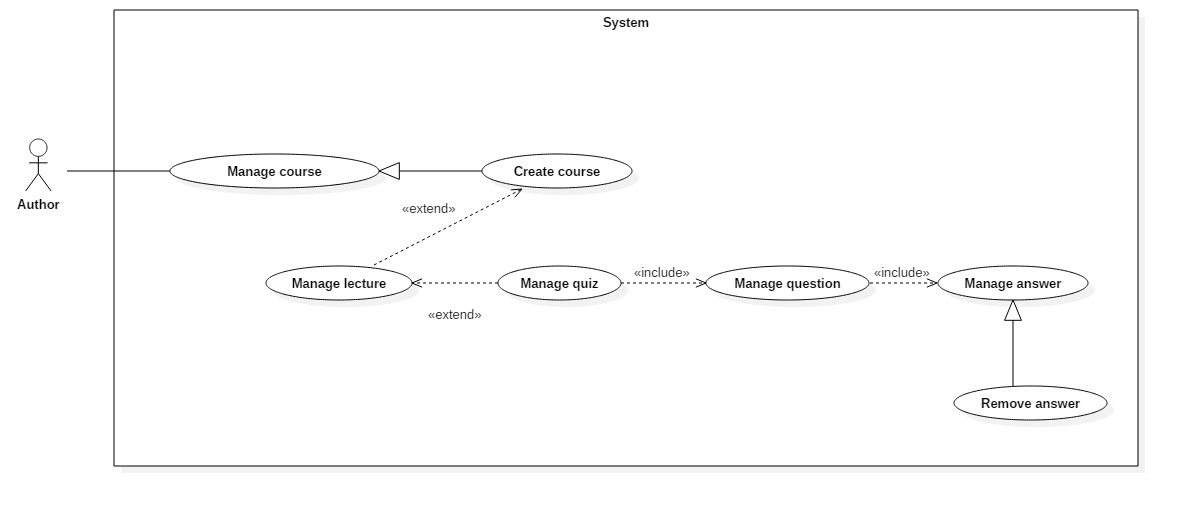 System
Manage course
Create course
Author
«extend»
Manage lecture
Manage quiz
«include»
Manage question
«include»
Manage answer
«extend»
Remove answer